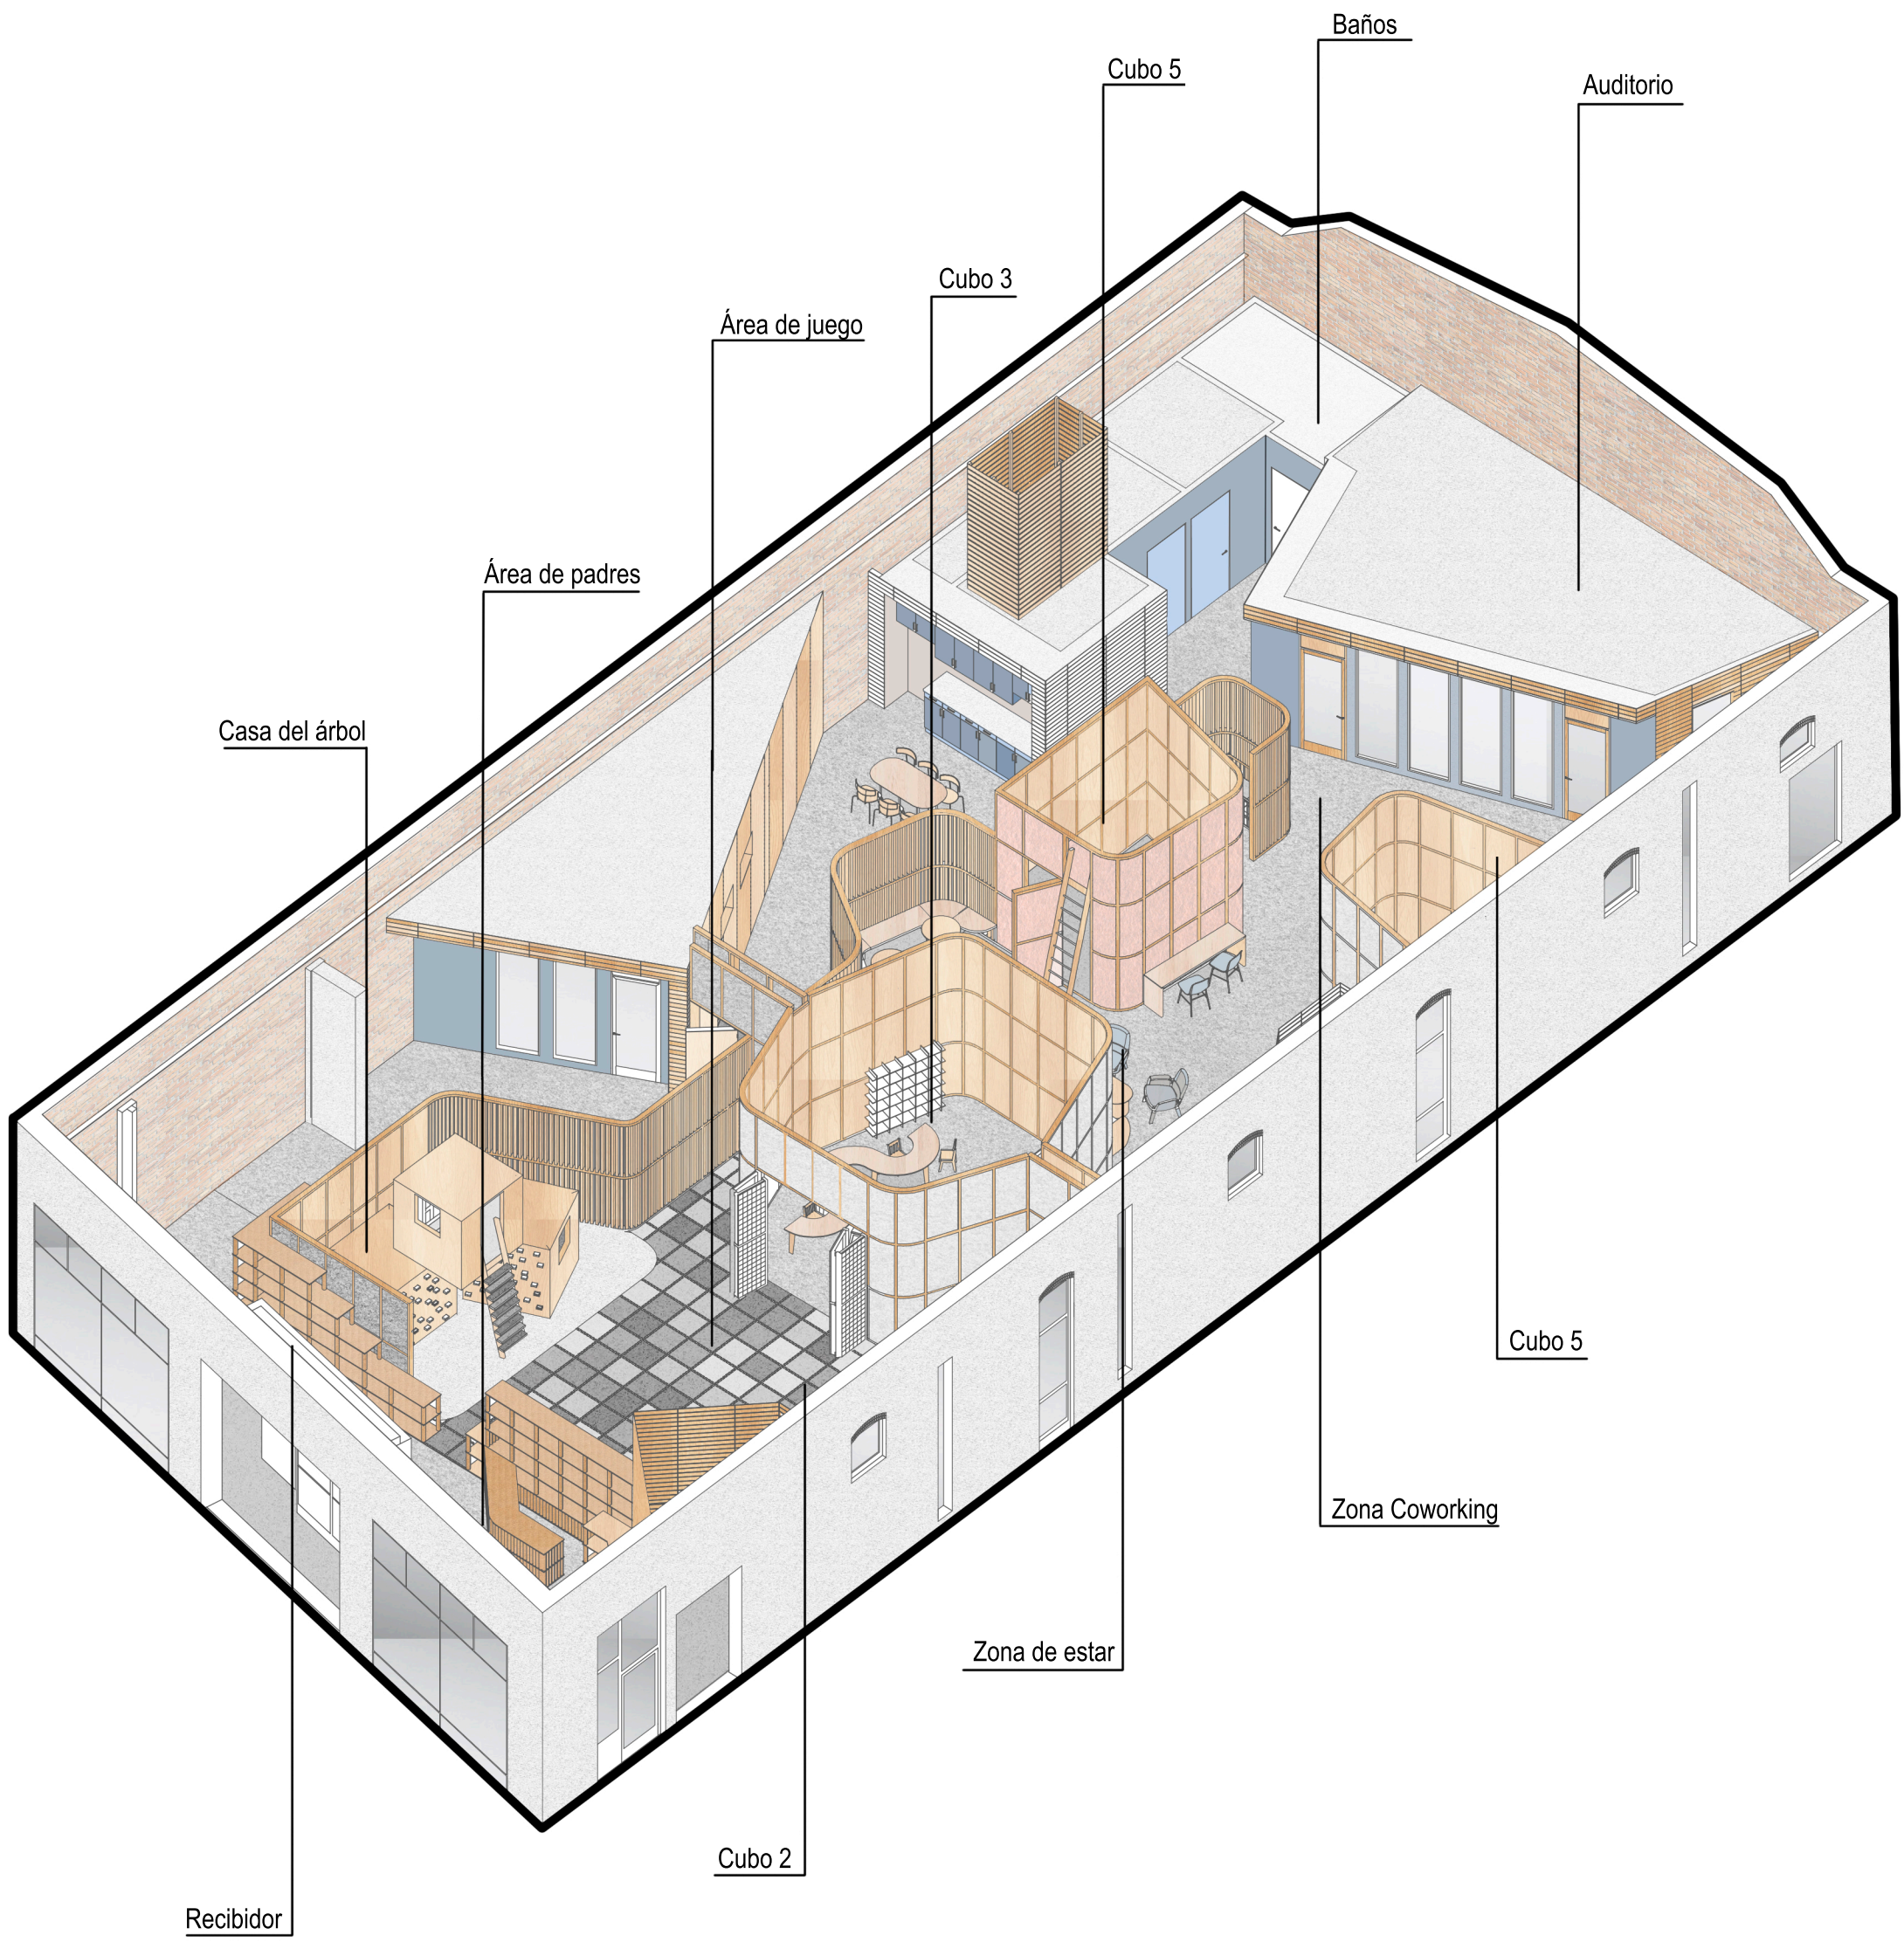 Baños
Cubo 5
Auditorio
Cubo 3
Área de juego
Área de padres
Casa del árbol
Cubo 5
Zona Coworking
Zona de estar
Cubo 2
Recibidor